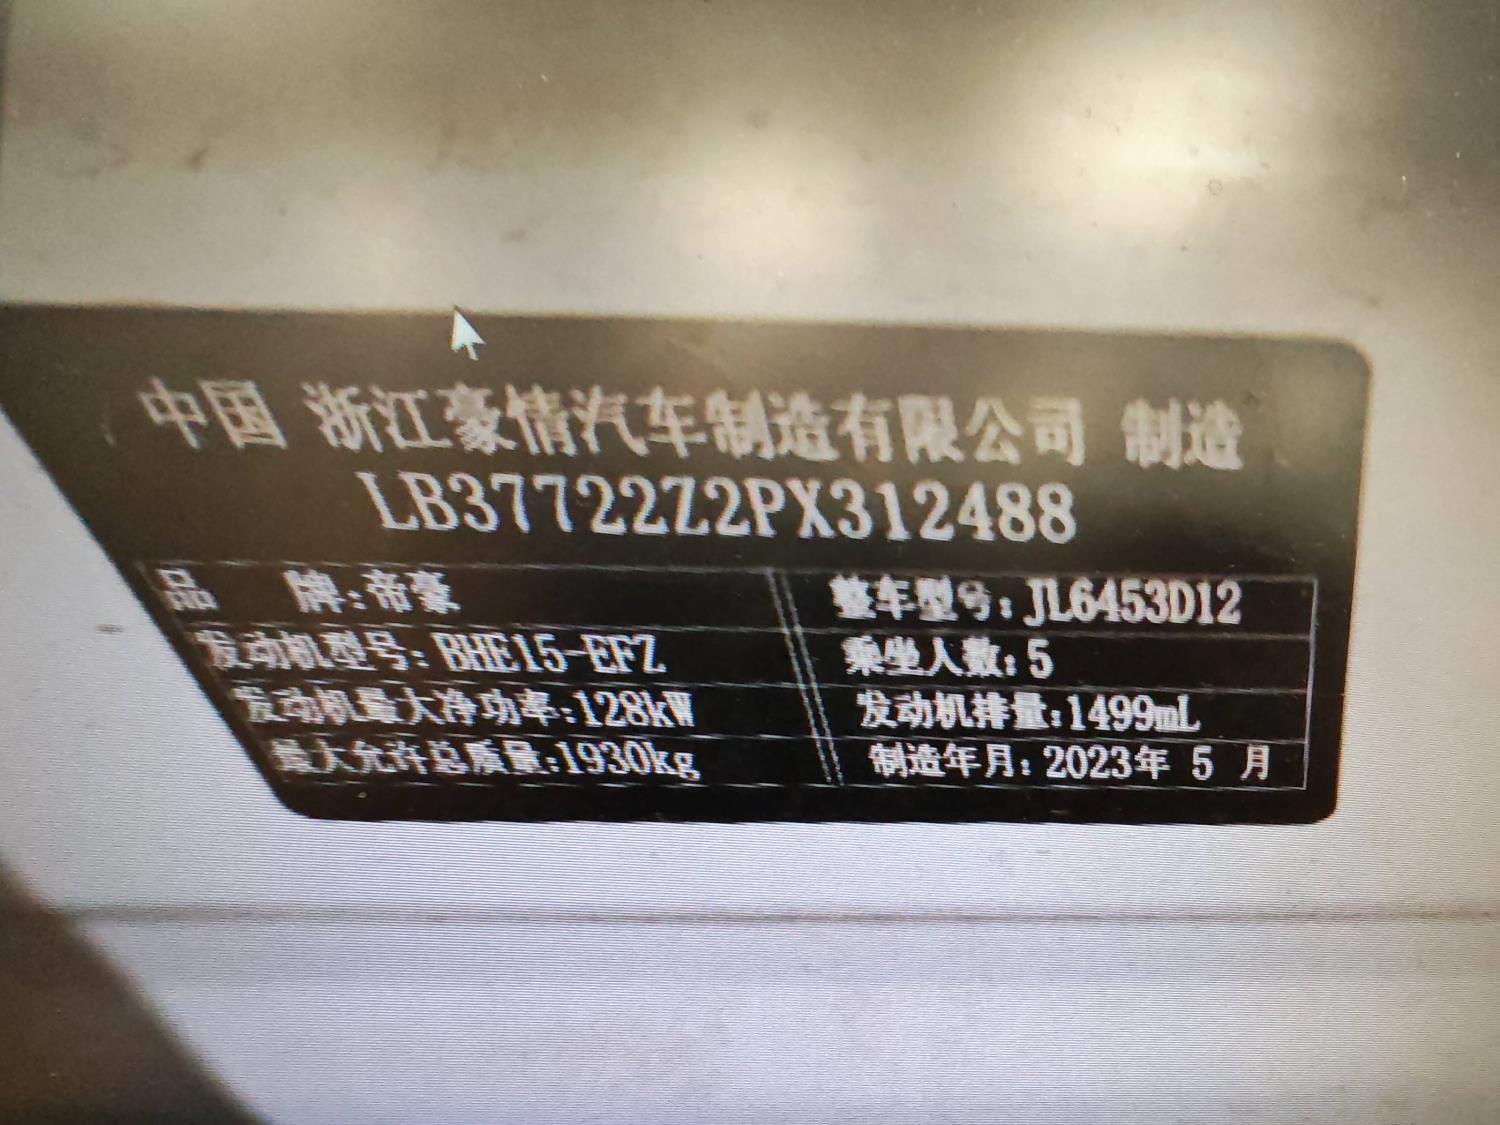 中国 浙江豪情汽车制造有限公司 制造
LB37722Z2PX312488
品 牌:帝豪 整车型号:JL6453D12
发动机型号:BHE15-EFZ 乘坐人数:5
发动机最大净功率:128kW 发动机排量:1499mL
最大允许总质量:1930kg 制造年月:2023年 5 月